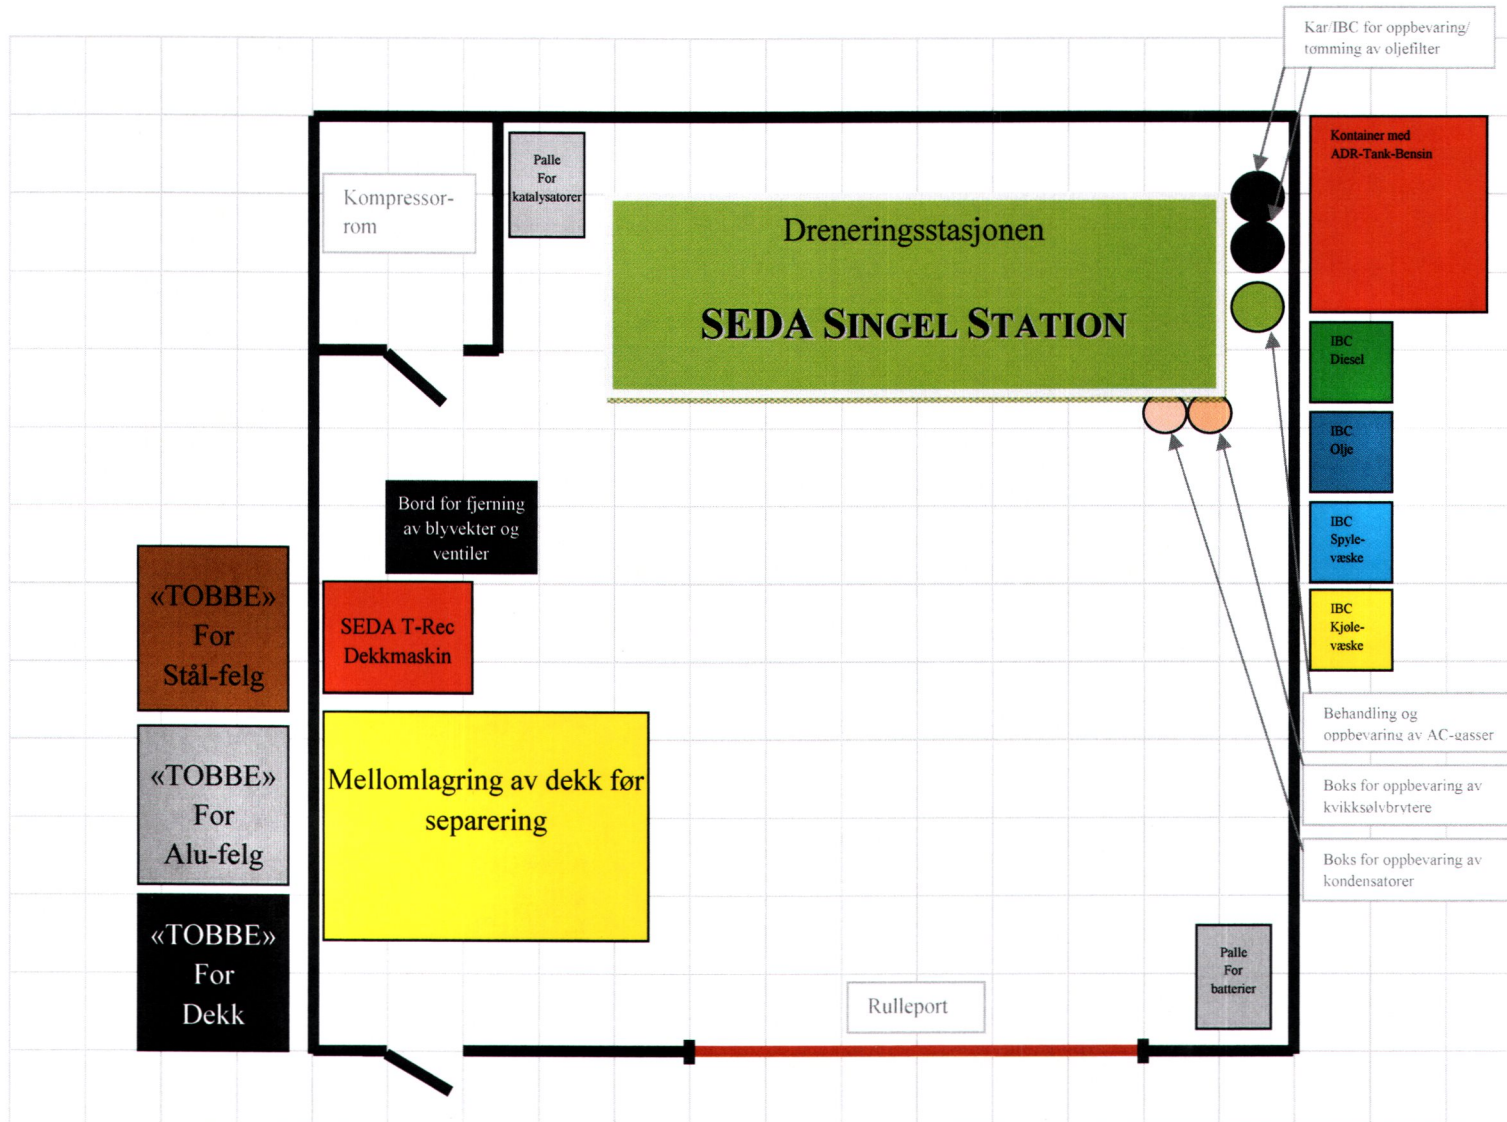 Kar/IBC for oppbevaring/
tømming av oljefilter
Kontainer med
ADR-Tank-Bensin
Palle
For
katalysatorer
Kompressor-
rom
Dreneringsstasjonen
SEDA SINGEL STATION
IBC
Diesel
IBC
Olje
IBC
Spyle-
væske
IBC
Kjøle-
væske
Bord for fjerning
av blyvekter og
ventiler
«TOBBE»
For
Stål-felg
SEDA T-Rec
Dekkmaskin
«TOBBE»
For
Alu-felg
Mellomlagring av dekk før
separering
«TOBBE»
For
Dekk
Behandling og
oppbevaring av AC-gasser
Boks for oppbevaring av
kvikksølvbrytere
Boks for oppbevaring av
kondensatorer
Palle
For
batterier
Rulleport